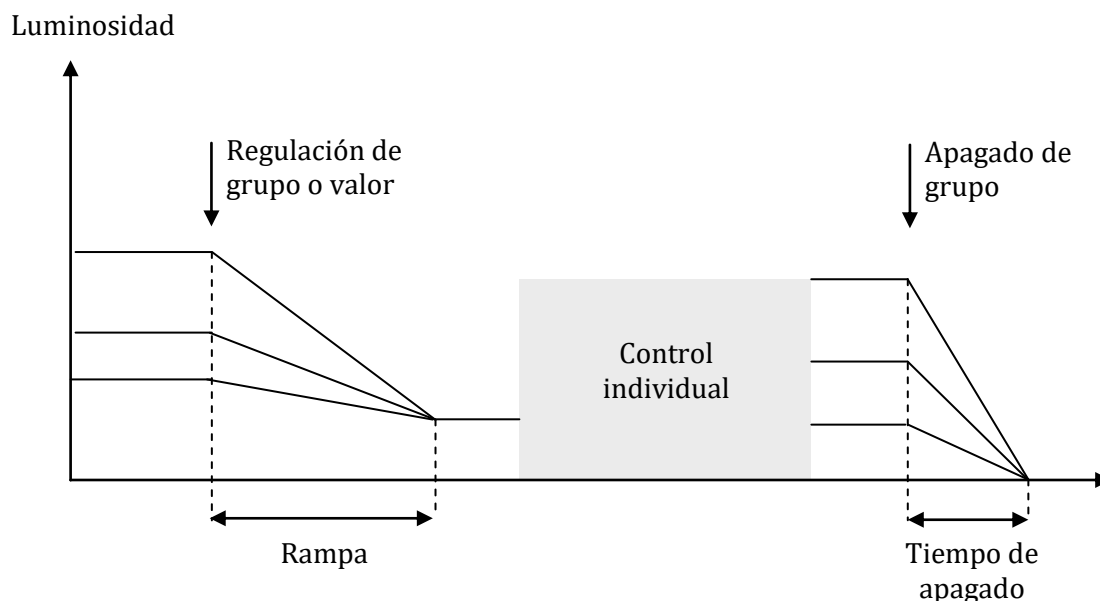 Luminosidad
Regulación de
grupo o valor
Apagado de
grupo
Control
individual
Rampa
Tiempo de
apagado